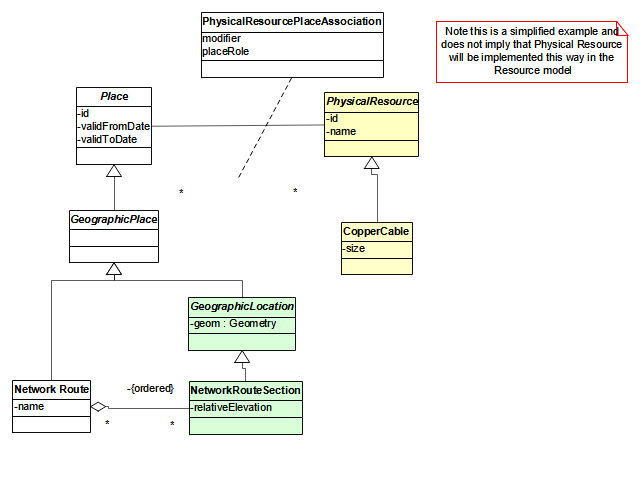 PhysicalResourcePlaceAssociation
modifier
placeRole
Note this is a simplified example and
does not imply that Physical Resource
will be implemented this way in the
Resource model
Place
-id
-validFromDate
-validToDate
PhysicalResource
-id
-name
*
*
GeographicPlace
CopperCable
-size
GeographicLocation
-geom : Geometry
Network Route
-name
-{ordered}
*
*
NetworkRouteSection
-relativeElevation